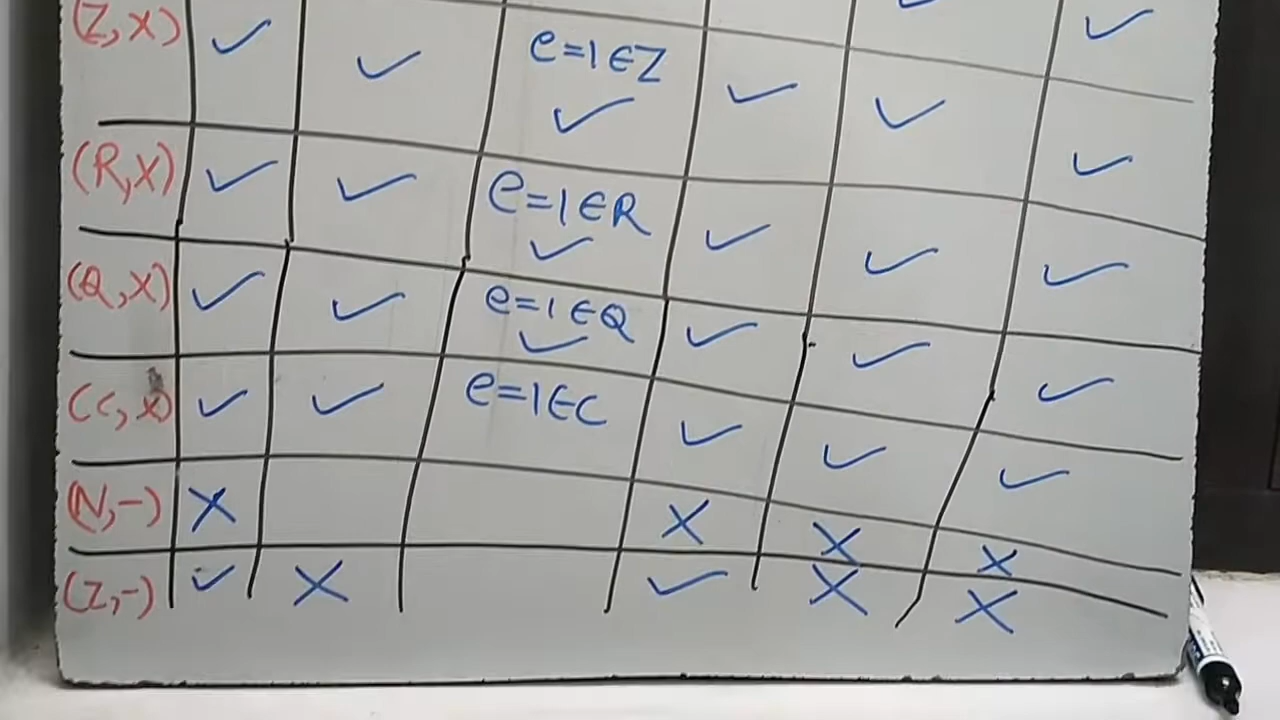 (Z, X) ✓ ✓ e=1∈Z ✓ ✓ ✓ ✓
(R, X) ✓ ✓ e=1∈R ✓ ✓ ✓ ✓
(Q, X) ✓ ✓ e=1∈Q ✓ ✓ ✓ ✓
(C, X) ✓ ✓ e=1∈C ✓ ✓ ✓
(N, -) X X X X
(Z, -) ✓ X ✓ X X